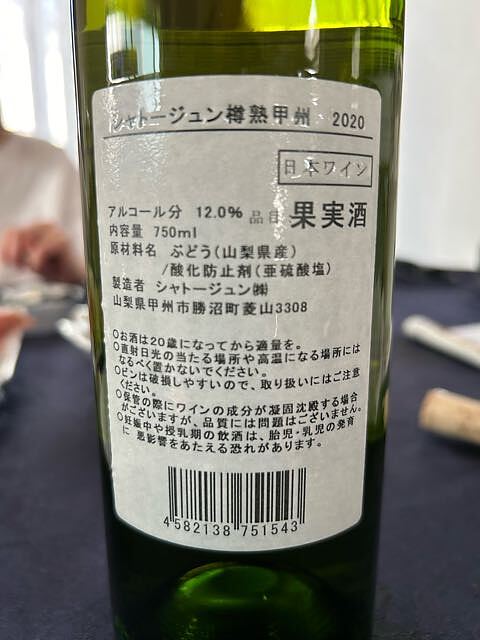 シャトージュン樽熟甲州 2020
日本ワイン
アルコール分 12.0% 品目 果実酒
内容量 750ml
原材料名 ぶどう(山梨県産)
/酸化防止剤(亜硫酸塩)
製造者 シャトージュン㈱
山梨県甲州市勝沼町菱山3308
○お酒は20歳になってから適量を。
○直射日光の当たる場所や高温になる場所には
なるべく置かないでください。
○ビンは破損しやすいので、取り扱いにはご注意
ください。
○保管の際にワインの成分が凝固沈殿する場合
がございますが、品質には問題はございません。
○妊娠中や授乳期の飲酒は、胎児・乳児の発育
に悪影響をあたえる恐れがあります。
4582138751543